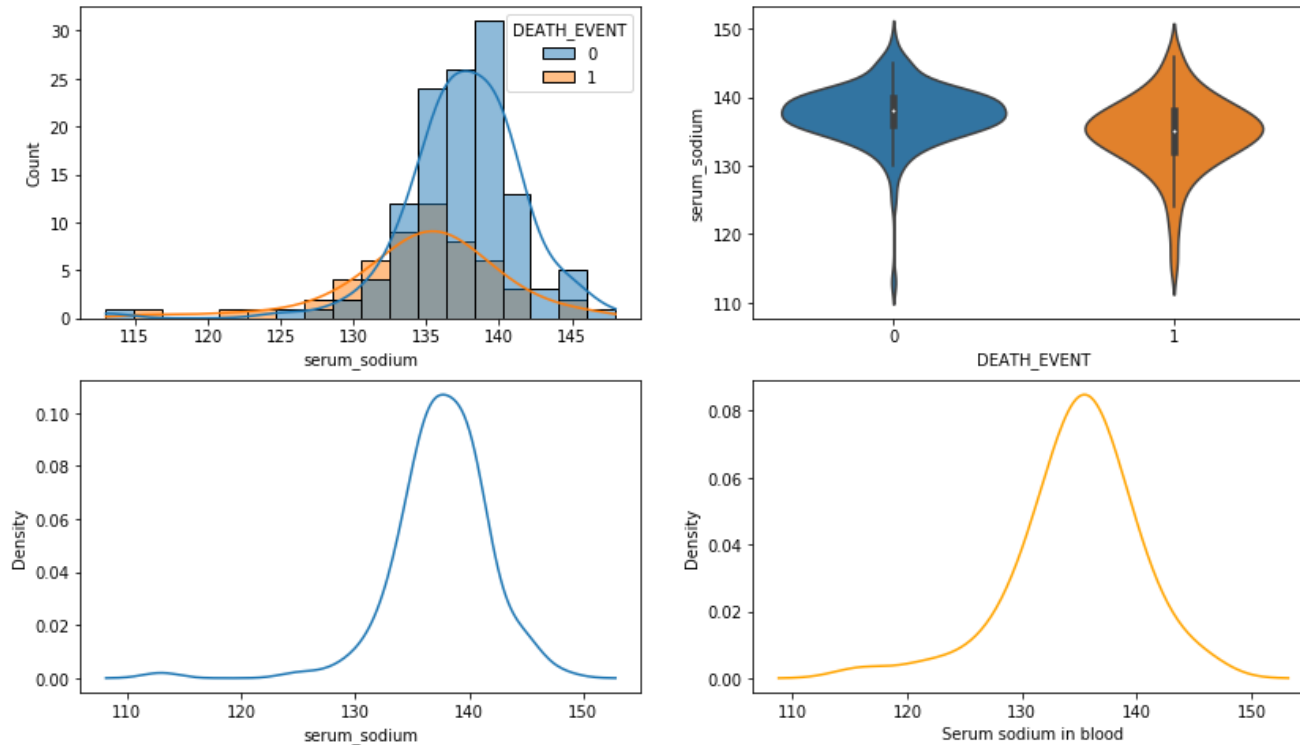 DEATH_EVENT
0
1
30
25
20
15
10
5
0
Count
115 120 125 130 135 140 145
serum_sodium
150
140
130
120
110
serum_sodium
0 1
DEATH_EVENT
0.10
0.08
0.06
0.04
0.02
0.00
Density
110 120 130 140 150
serum_sodium
0.08
0.06
0.04
0.02
0.00
Density
110 120 130 140 150
Serum sodium in blood